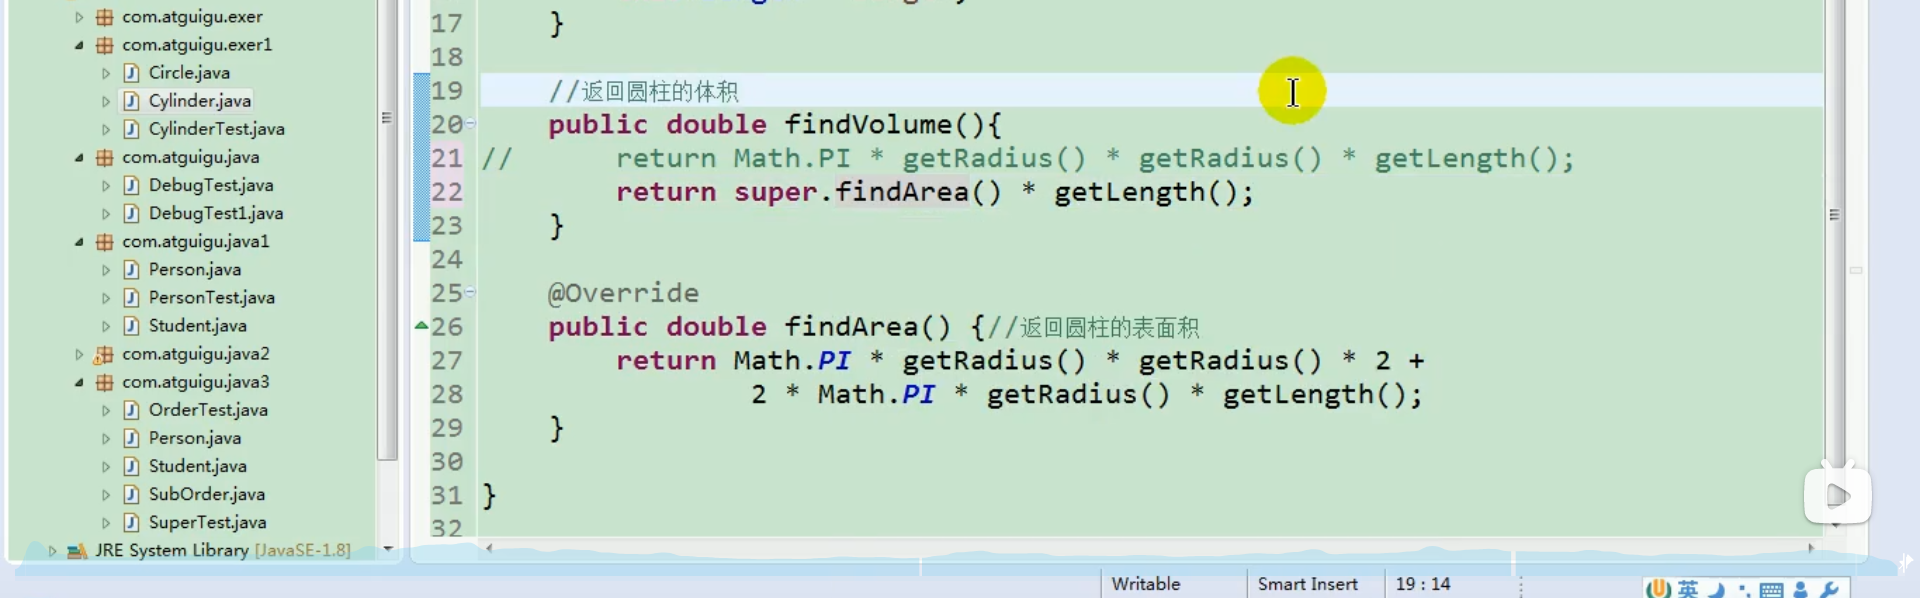 com.atguigu.exer
com.atguigu.exer1
Circle.java
Cylinder.java
CylinderTest.java
com.atguigu.java
DebugTest.java
DebugTest1.java
com.atguigu.java1
Person.java
PersonTest.java
Student.java
com.atguigu.java2
com.atguigu.java3
OrderTest.java
Person.java
Student.java
SubOrder.java
SuperTest.java
JRE System Library [JavaSE-1.8]
17 }
18
19 //返回圆柱的体积
20 public double findVolume(){
21 // return Math.PI * getRadius() * getRadius() * getLength();
22 return super.findArea() * getLength();
23 }
24
25 @Override
26 public double findArea() {//返回圆柱的表面积
27 return Math.PI * getRadius() * getRadius() * 2 +
28 2 * Math.PI * getRadius() * getLength();
29 }
30
31 }
32
Writable Smart Insert 19 : 14
英